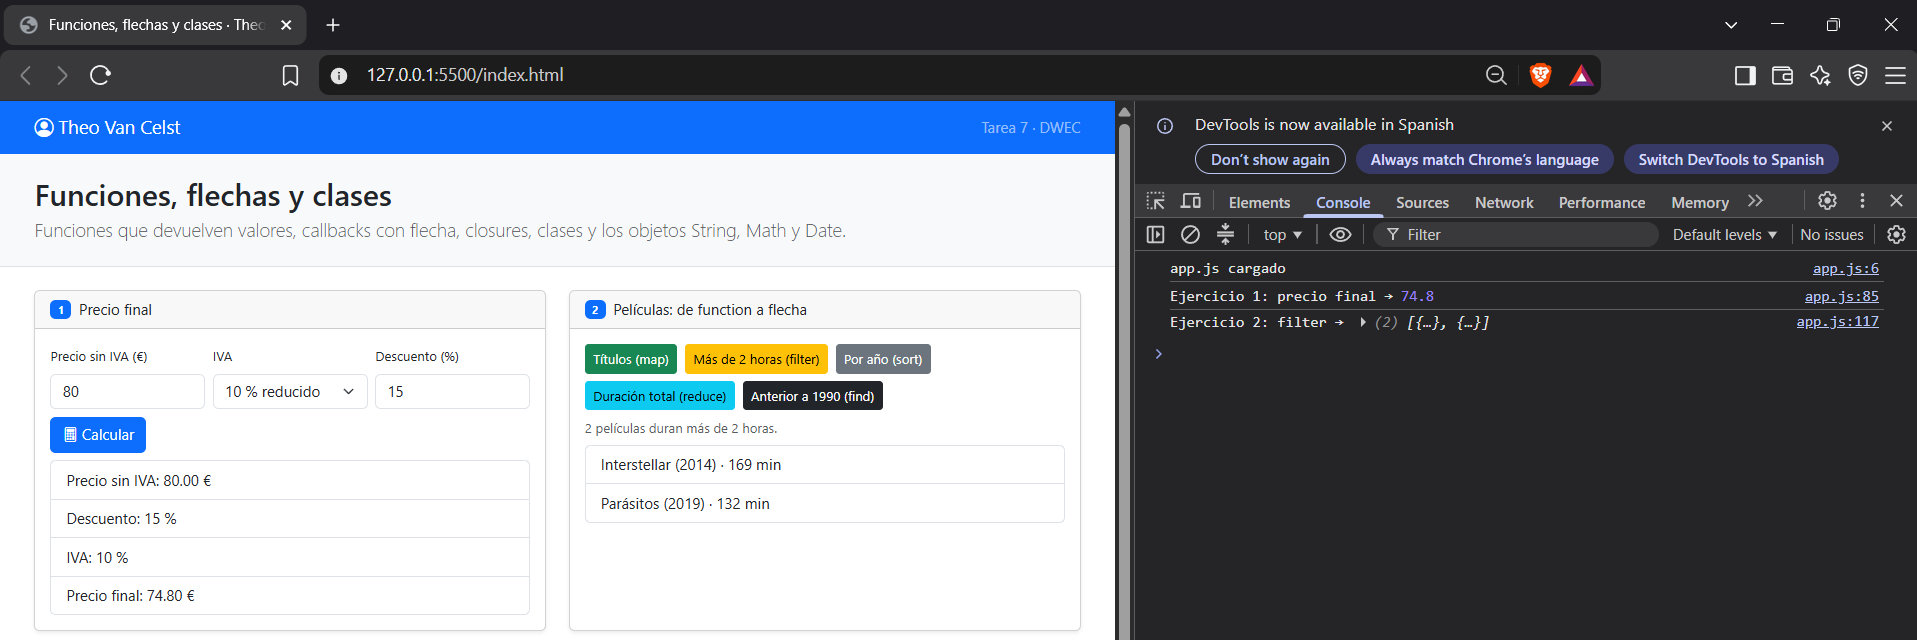 Funciones, flechas y clases · Theo
127.0.0.1:5500/index.html
Theo Van Celst
Tarea 7 · DWEC
Funciones, flechas y clases
Funciones que devuelven valores, callbacks con flecha, closures, clases y los objetos String, Math y Date.
1 Precio final
Precio sin IVA (€) IVA Descuento (%)
80 10 % reducido 15
Calcular
Precio sin IVA: 80.00 €
Descuento: 15 %
IVA: 10 %
Precio final: 74.80 €
2 Películas: de function a flecha
Títulos (map) Más de 2 horas (filter) Por año (sort)
Duración total (reduce) Anterior a 1990 (find)
2 películas duran más de 2 horas.
Interstellar (2014) · 169 min
Parásitos (2019) · 132 min
DevTools is now available in Spanish
Don't show again Always match Chrome's language Switch DevTools to Spanish
Elements Console Sources Network Performance Memory
top Filter Default levels No issues
app.js cargado app.js:6
Ejercicio 1: precio final → 74.8 app.js:85
Ejercicio 2: filter → (2) [{…}, {…}] app.js:117